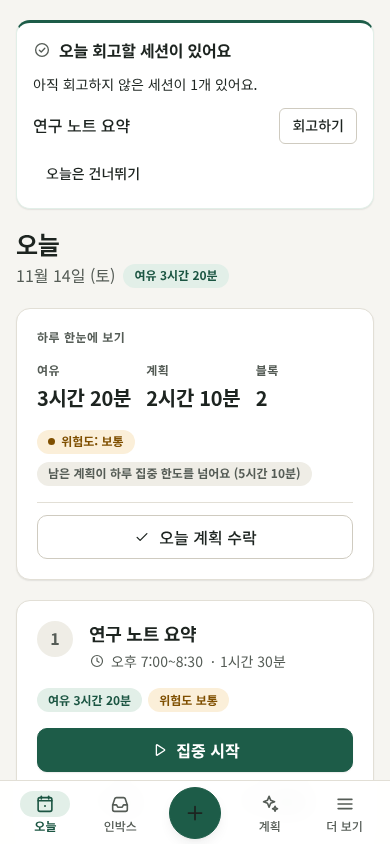 오늘 회고할 세션이 있어요
아직 회고하지 않은 세션이 1개 있어요.
연구 노트 요약
회고하기
오늘은 건너뛰기
오늘
11월 14일 (토)
여유 3시간 20분
하루 한눈에 보기
여유 계획 블록
3시간 20분 2시간 10분 2
위험도: 보통
남은 계획이 하루 집중 한도를 넘어요 (5시간 10분)
오늘 계획 수락
1
연구 노트 요약
오후 7:00~8:30 · 1시간 30분
여유 3시간 20분 위험도 보통
집중 시작
오늘 인박스 계획 더 보기